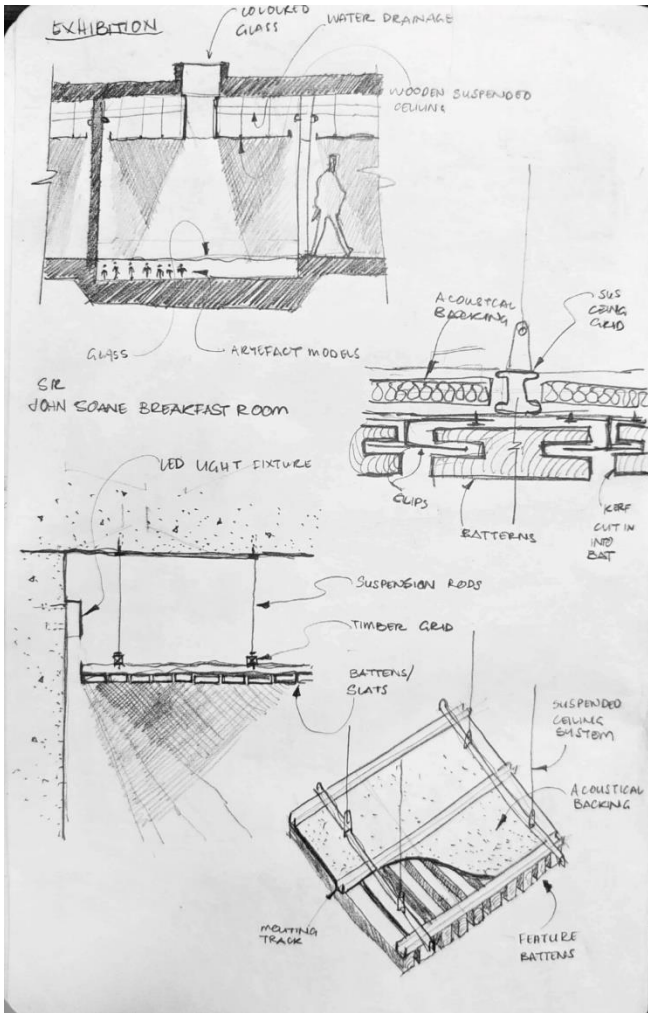 EXHIBITION
COLOURED
GLASS
WATER DRAINAGE
WOODEN SUSPENDED
CEILING
GLASS
ARTEFACT MODELS
SIR
JOHN SOANE BREAKFAST ROOM
ACOUSTICAL
BACKING
SUS
CEING GRID
CLIPS
BATTERNS
KERF
CUT IN
INTO
BAT
LED LIGHT FIXTURE
SUSPENSION RODS
TIMBER GRID
BATTENS/
SLATS
SUSPENDED
CEILING
SYSTEM
ACOUSTICAL
BACKING
TRACK
FEATURE
BATTENS